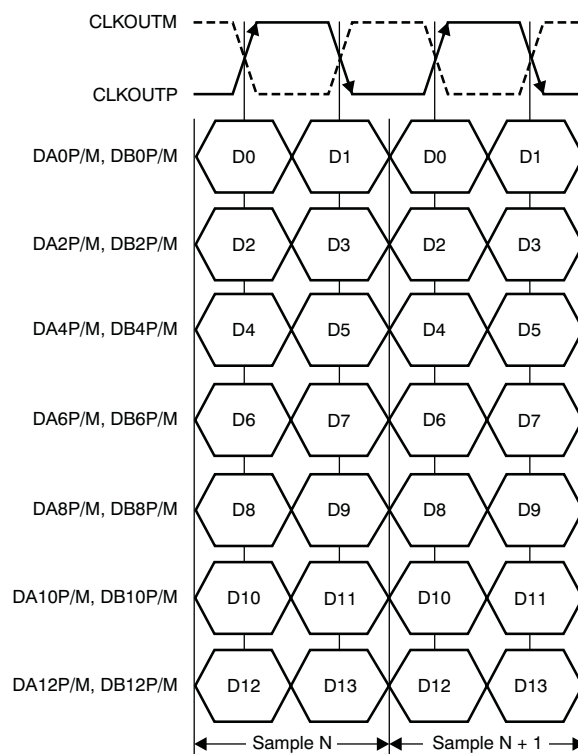 CLKOUTM
CLKOUTP
DA0P/M, DB0P/M D0 D1 D0 D1
DA2P/M, DB2P/M D2 D3 D2 D3
DA4P/M, DB4P/M D4 D5 D4 D5
DA6P/M, DB6P/M D6 D7 D6 D7
DA8P/M, DB8P/M D8 D9 D8 D9
DA10P/M, DB10P/M D10 D11 D10 D11
DA12P/M, DB12P/M D12 D13 D12 D13
Sample N Sample N + 1